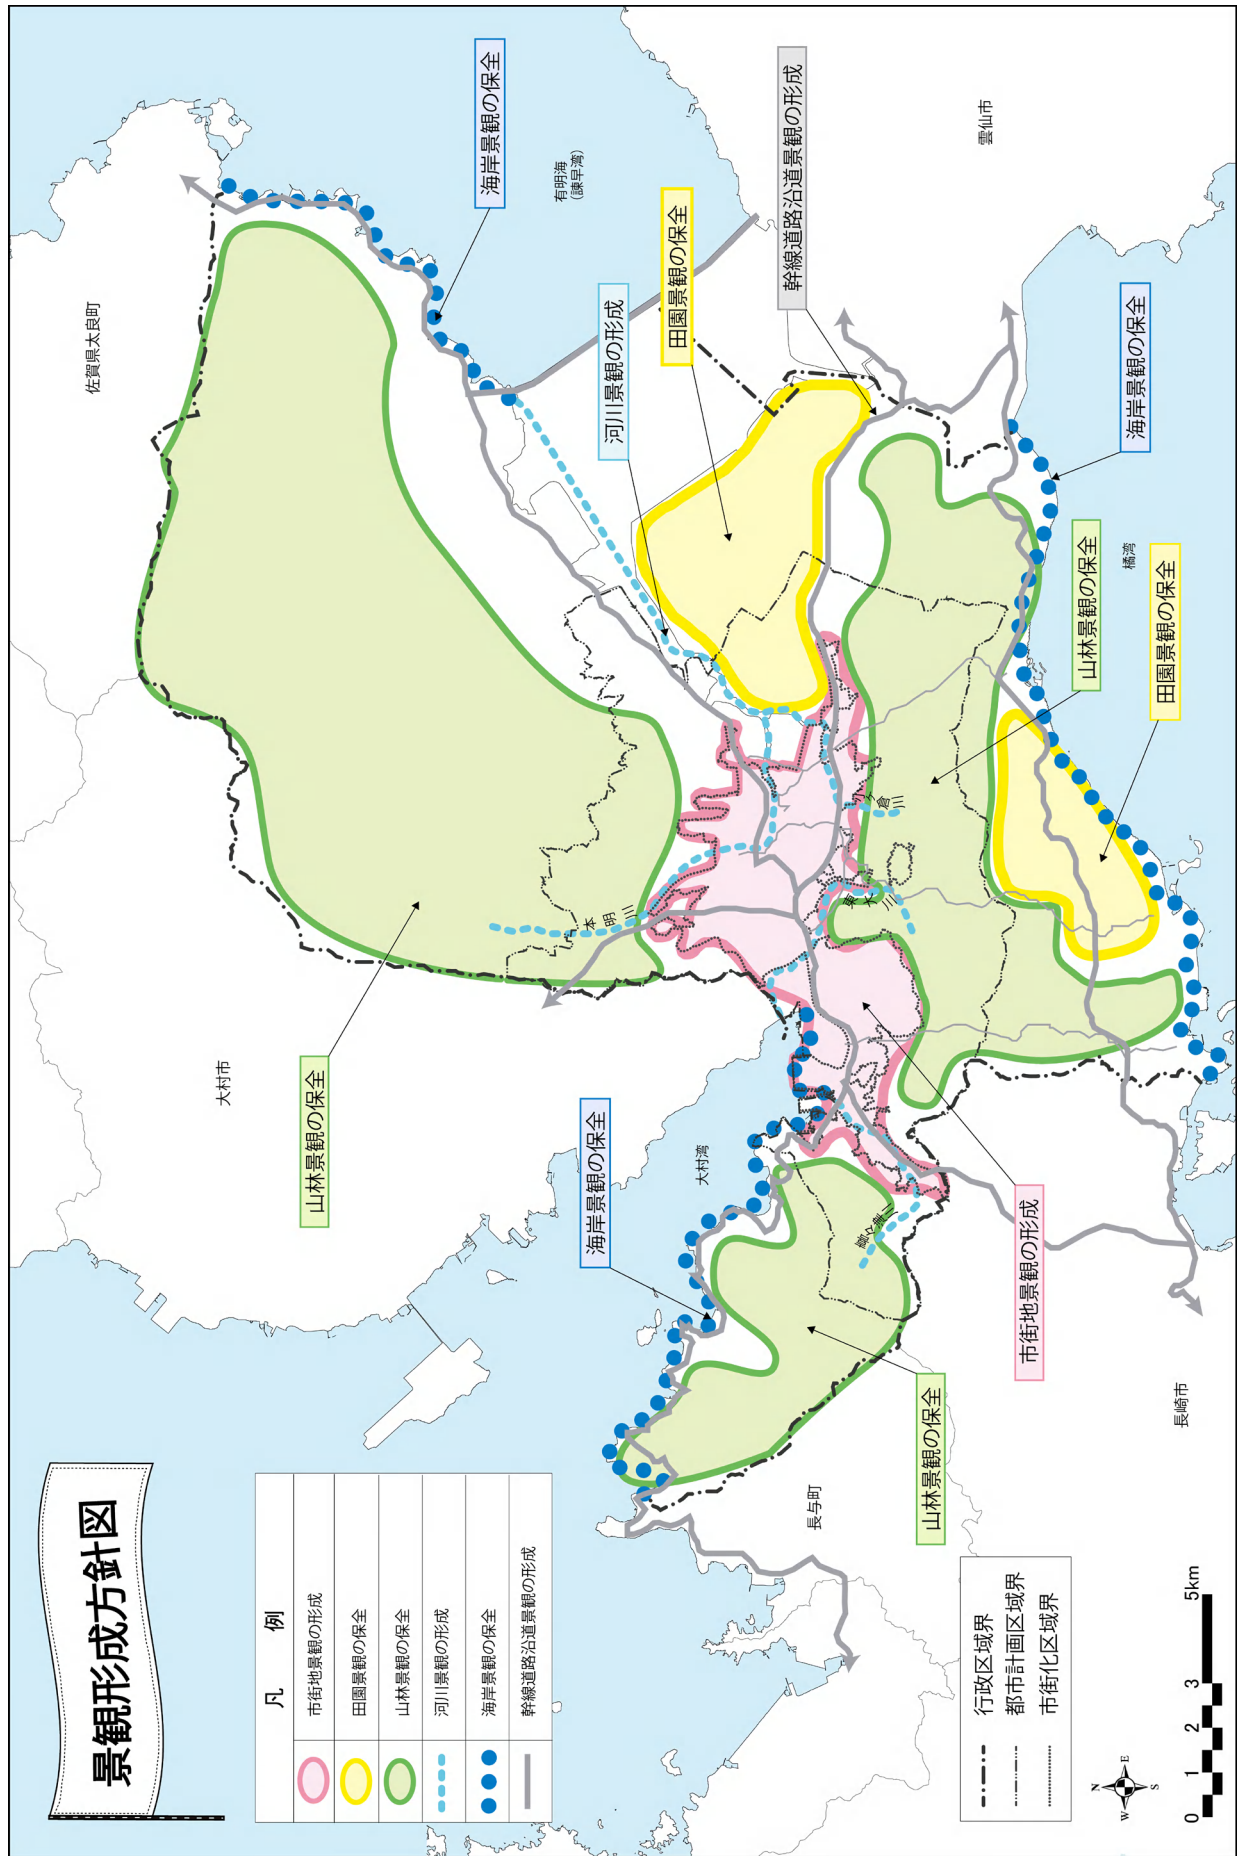 景観形成方針図
凡　例
市街地景観の形成
田園景観の保全
山林景観の保全
河川景観の形成
海岸景観の保全
幹線道路沿道景観の形成
行政区域界
都市計画区域界
市街化区域界
N
W
E
S
0
1
2
3
5km
佐賀県太良町
大村市
大村湾
長与町
長崎市
有明海
(諫早湾)
雲仙市
橘湾
海岸景観の保全
河川景観の形成
田園景観の保全
幹線道路沿道景観の形成
海岸景観の保全
山林景観の保全
田園景観の保全
山林景観の保全
海岸景観の保全
市街地景観の形成
山林景観の保全
本明川
東大川